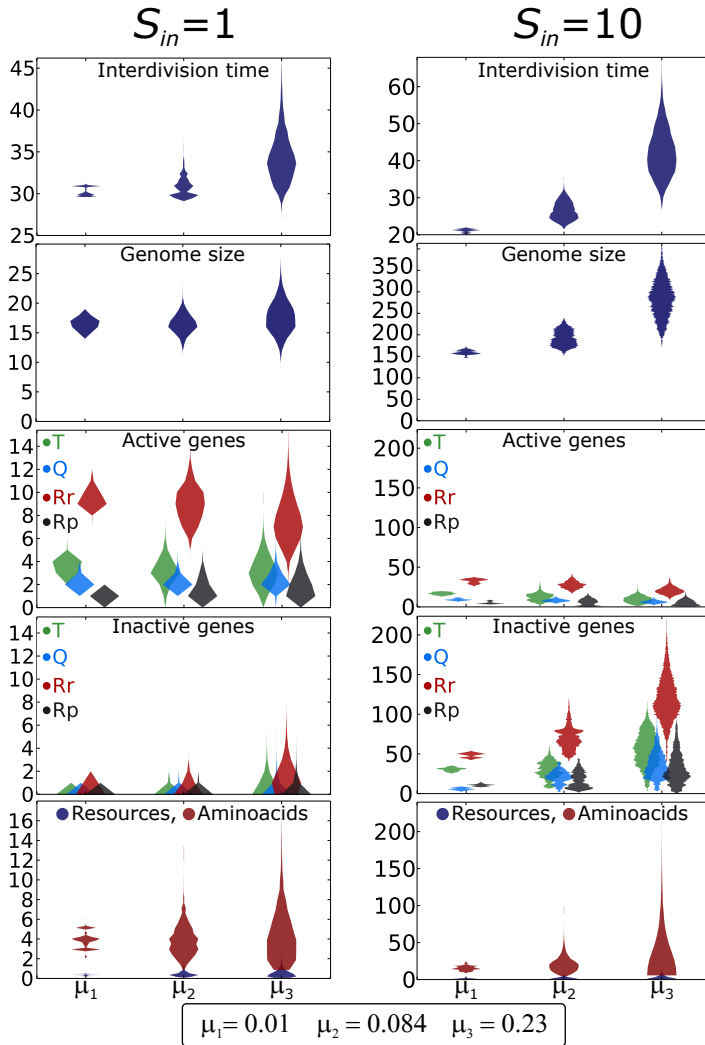 S_in=1
S_in=10
Interdivision time
45
40
35
30
25
Interdivision time
60
50
40
30
20
Genome size
25
20
15
10
5
0
Genome size
350
300
250
200
150
100
50
0
Active genes
T
Q
Rr
Rp
14
12
10
8
6
4
2
0
Active genes
T
Q
Rr
Rp
200
150
100
50
0
Inactive genes
T
Q
Rr
Rp
14
12
10
8
6
4
2
0
Inactive genes
T
Q
Rr
Rp
200
150
100
50
0
Resources, Aminoacids
16
14
12
10
8
6
4
2
0
μ₁ μ₂ μ₃
Resources, Aminoacids
200
150
100
50
0
μ₁ μ₂ μ₃
μ₁= 0.01 μ₂= 0.084 μ₃= 0.23